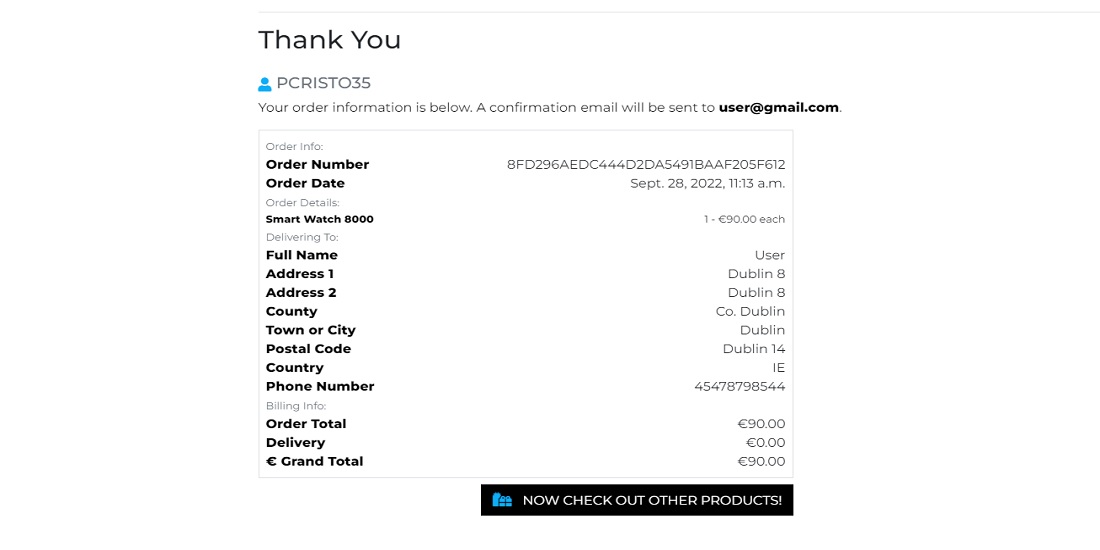 Thank You
PCRISTO35
Your order information is below. A confirmation email will be sent to user@gmail.com.
Order Info:
Order Number 8FD296AEDC444D2DA5491BAAF205F612
Order Date Sept. 28, 2022, 11:13 a.m.
Order Details:
Smart Watch 8000 1 - €90.00 each
Delivering To:
Full Name User
Address 1 Dublin 8
Address 2 Dublin 8
County Co. Dublin
Town or City Dublin
Postal Code Dublin 14
Country IE
Phone Number 45478798544
Billing Info:
Order Total €90.00
Delivery €0.00
€ Grand Total €90.00
NOW CHECK OUT OTHER PRODUCTS!